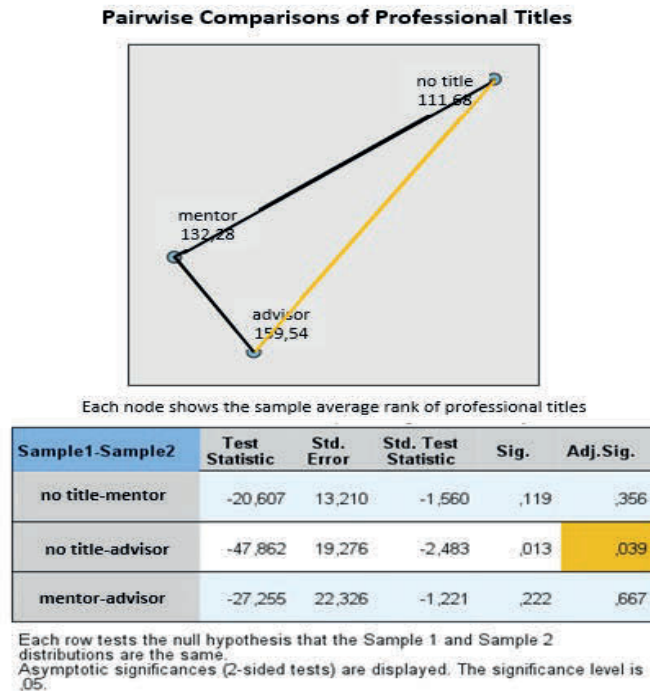 Pairwise Comparisons of Professional Titles
no title
111,68
mentor
132,28
advisor
159,54
Each node shows the sample average rank of professional titles
Sample1-Sample2 Test Statistic Std. Error Std. Test Statistic Sig. Adj.Sig.
no title-mentor -20,607 13,210 -1,560 ,119 ,356
no title-advisor -47,862 19,276 -2,483 ,013 ,039
mentor-advisor -27,255 22,326 -1,221 ,222 ,667
Each row tests the null hypothesis that the Sample 1 and Sample 2
distributions are the same.
Asymptotic significances (2-sided tests) are displayed. The significance level is
,05.